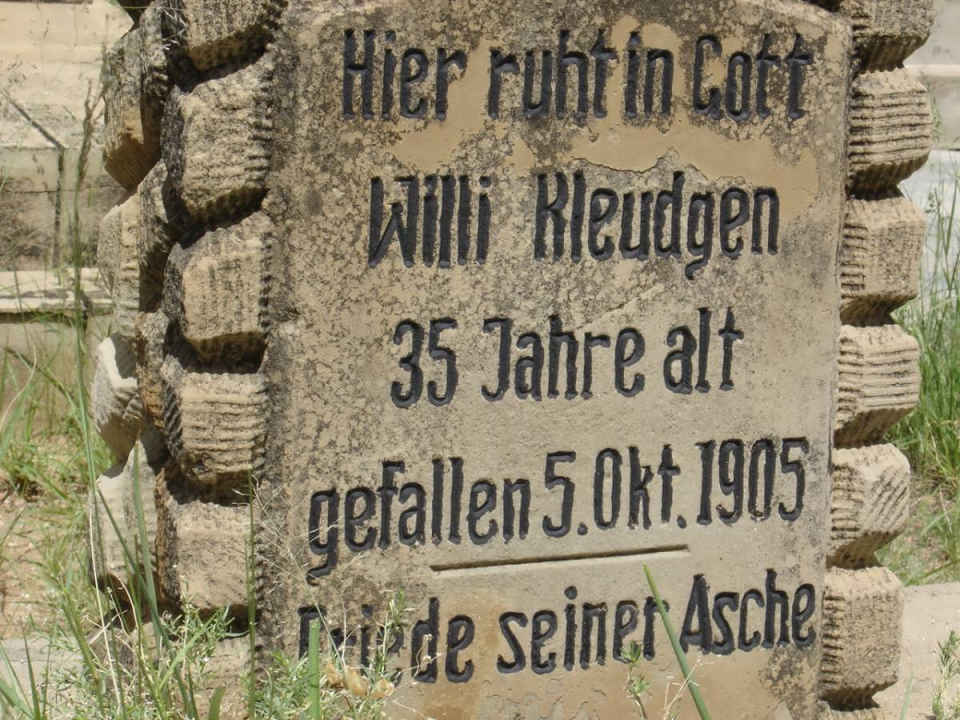 Hier ruht in Gott
Willi Kleudgen
35 Jahre alt
gefallen 5. Okt. 1905
Friede seiner Asche